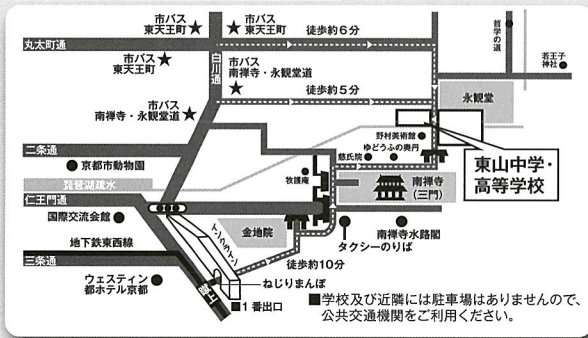 市バス
東天王町
市バス
東天王町
徒歩約6分
哲学の道
丸太町通
若王子
神社
市バス
東天王町
白川通
市バス
南禅寺・永観堂道
徒歩約5分
永観堂
市バス
南禅寺・永観堂道
野村美術館
ゆどうふの奥丹
慈氏院
東山中学・
高等学校
二条通
京都市動物園
牧護庵
南禅寺
(三門)
琵琶湖疏水
仁王門通
国際交流会館
トンカチトン
金地院
タクシーのりば
南禅寺水路閣
地下鉄東西線
三条通
徒歩約10分
ねじりまんぽ
ウェスティン
都ホテル京都
蹴上
■1番出口
■学校及び近隣には駐車場はありませんので、
公共交通機関をご利用ください。